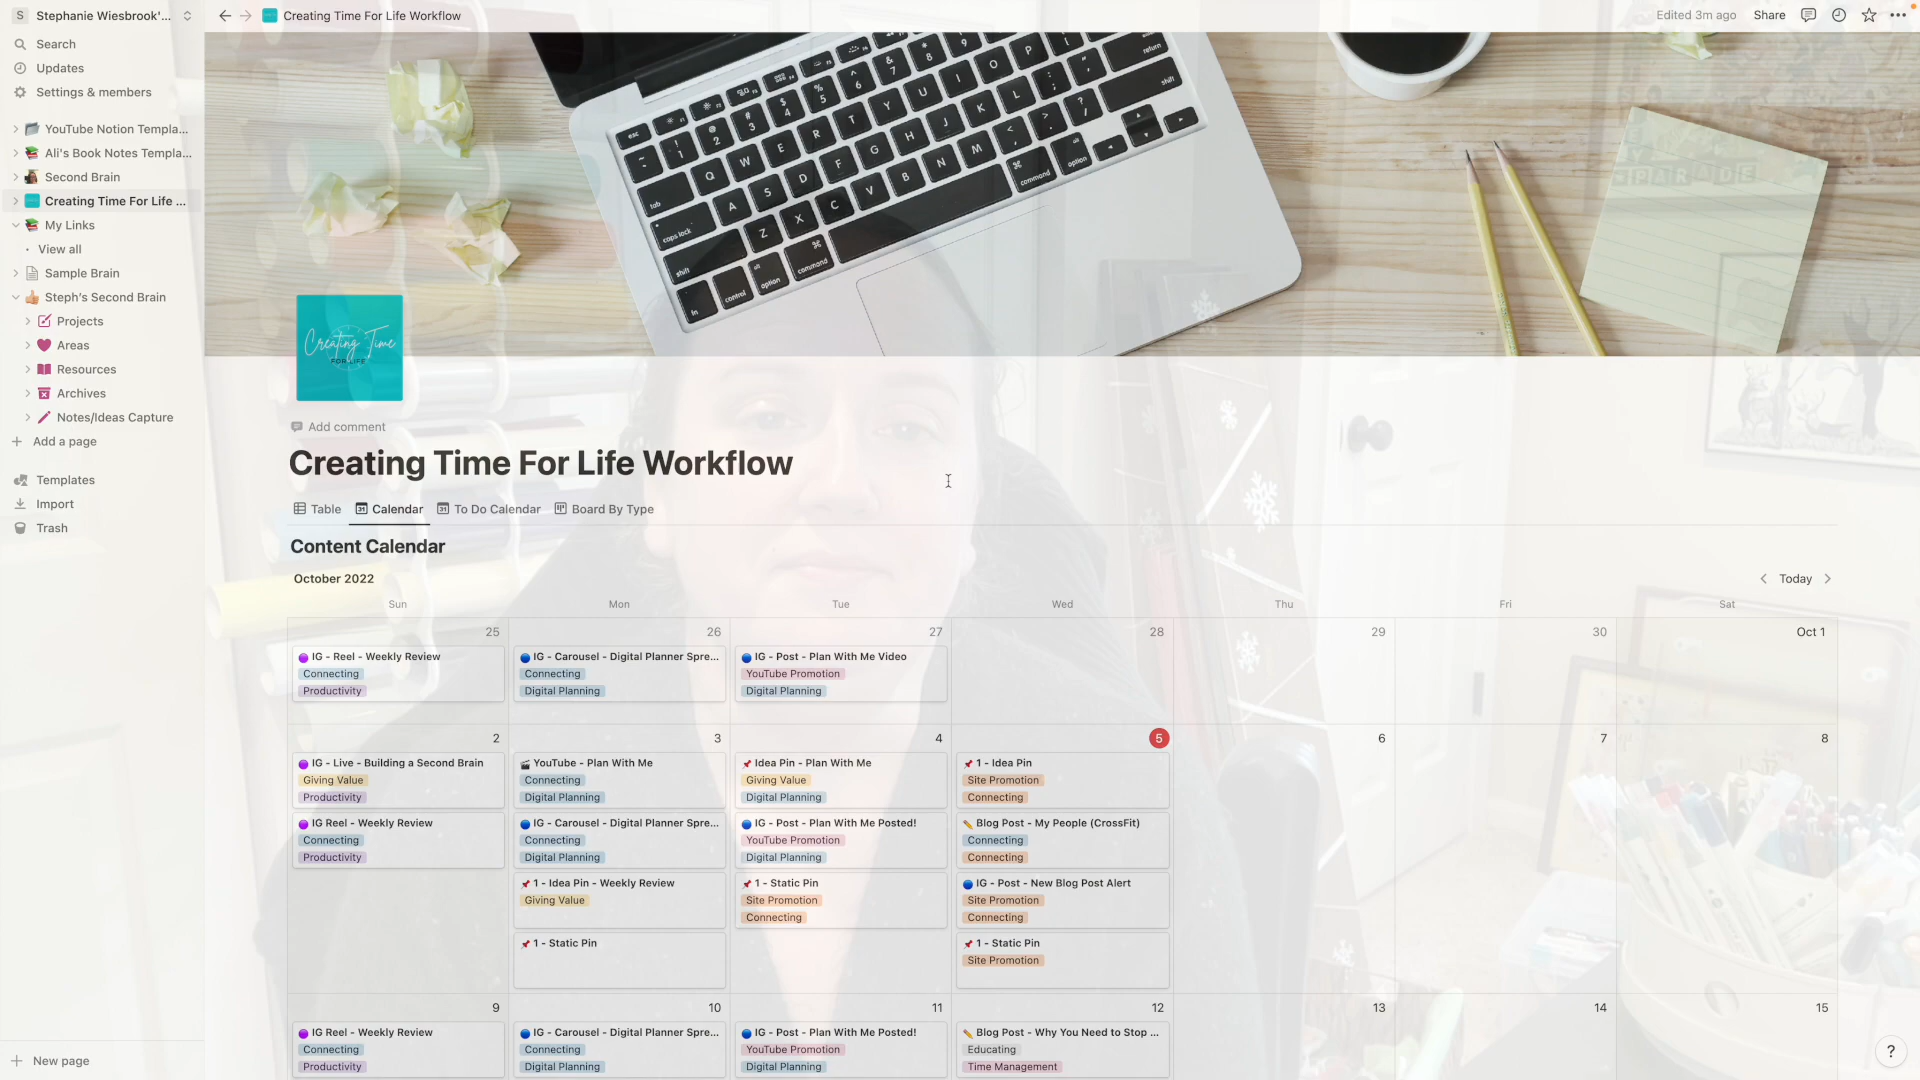 S Stephanie Wiesbrook'...
Creating Time For Life Workflow
Edited 3m ago
Share
Search
Updates
Settings & members
YouTube Notion Templa...
Ali's Book Notes Templa...
Second Brain
Creating Time For Life ...
My Links
View all
Sample Brain
Steph's Second Brain
Projects
Areas
Resources
Archives
Notes/Ideas Capture
Add a page
Templates
Import
Trash
New page
Creating Time
FOR LIFE
Add comment
Creating Time For Life Workflow
Table
Calendar
To Do Calendar
Board By Type
Content Calendar
October 2022
Today
Sun Mon Tue Wed Thu Fri Sat
25 26 27 28 29 30 Oct 1
IG - Reel - Weekly Review
Connecting
Productivity
IG - Carousel - Digital Planner Spre...
Connecting
Digital Planning
IG - Post - Plan With Me Video
YouTube Promotion
Digital Planning
2 3 4 5 6 7 8
IG - Live - Building a Second Brain
Giving Value
Productivity
IG Reel - Weekly Review
Connecting
Productivity
YouTube - Plan With Me
Connecting
Digital Planning
IG - Carousel - Digital Planner Spre...
Connecting
Digital Planning
1 - Idea Pin - Weekly Review
Giving Value
1 - Static Pin
Idea Pin - Plan With Me
Giving Value
Digital Planning
IG - Post - Plan With Me Posted!
YouTube Promotion
Digital Planning
1 - Static Pin
Site Promotion
Connecting
1 - Idea Pin
Site Promotion
Connecting
Blog Post - My People (CrossFit)
Connecting
Connecting
IG - Post - New Blog Post Alert
Site Promotion
Connecting
1 - Static Pin
Site Promotion
9 10 11 12 13 14 15
IG Reel - Weekly Review
Connecting
Productivity
IG - Carousel - Digital Planner Spre...
Connecting
Digital Planning
IG - Post - Plan With Me Posted!
YouTube Promotion
Digital Planning
Blog Post - Why You Need to Stop ...
Educating
Time Management
?